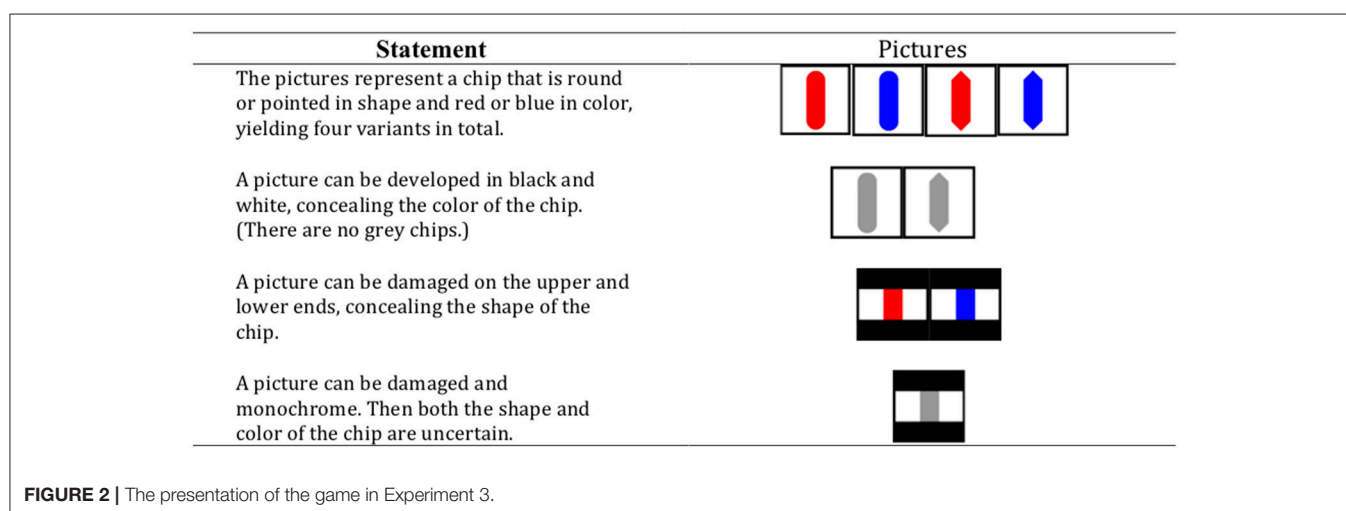 Statement Pictures
The pictures represent a chip that is round
or pointed in shape and red or blue in color,
yielding four variants in total.
A picture can be developed in black and
white, concealing the color of the chip.
(There are no grey chips.)
A picture can be damaged on the upper and
lower ends, concealing the shape of the
chip.
A picture can be damaged and
monochrome. Then both the shape and
color of the chip are uncertain.
FIGURE 2 | The presentation of the game in Experiment 3.